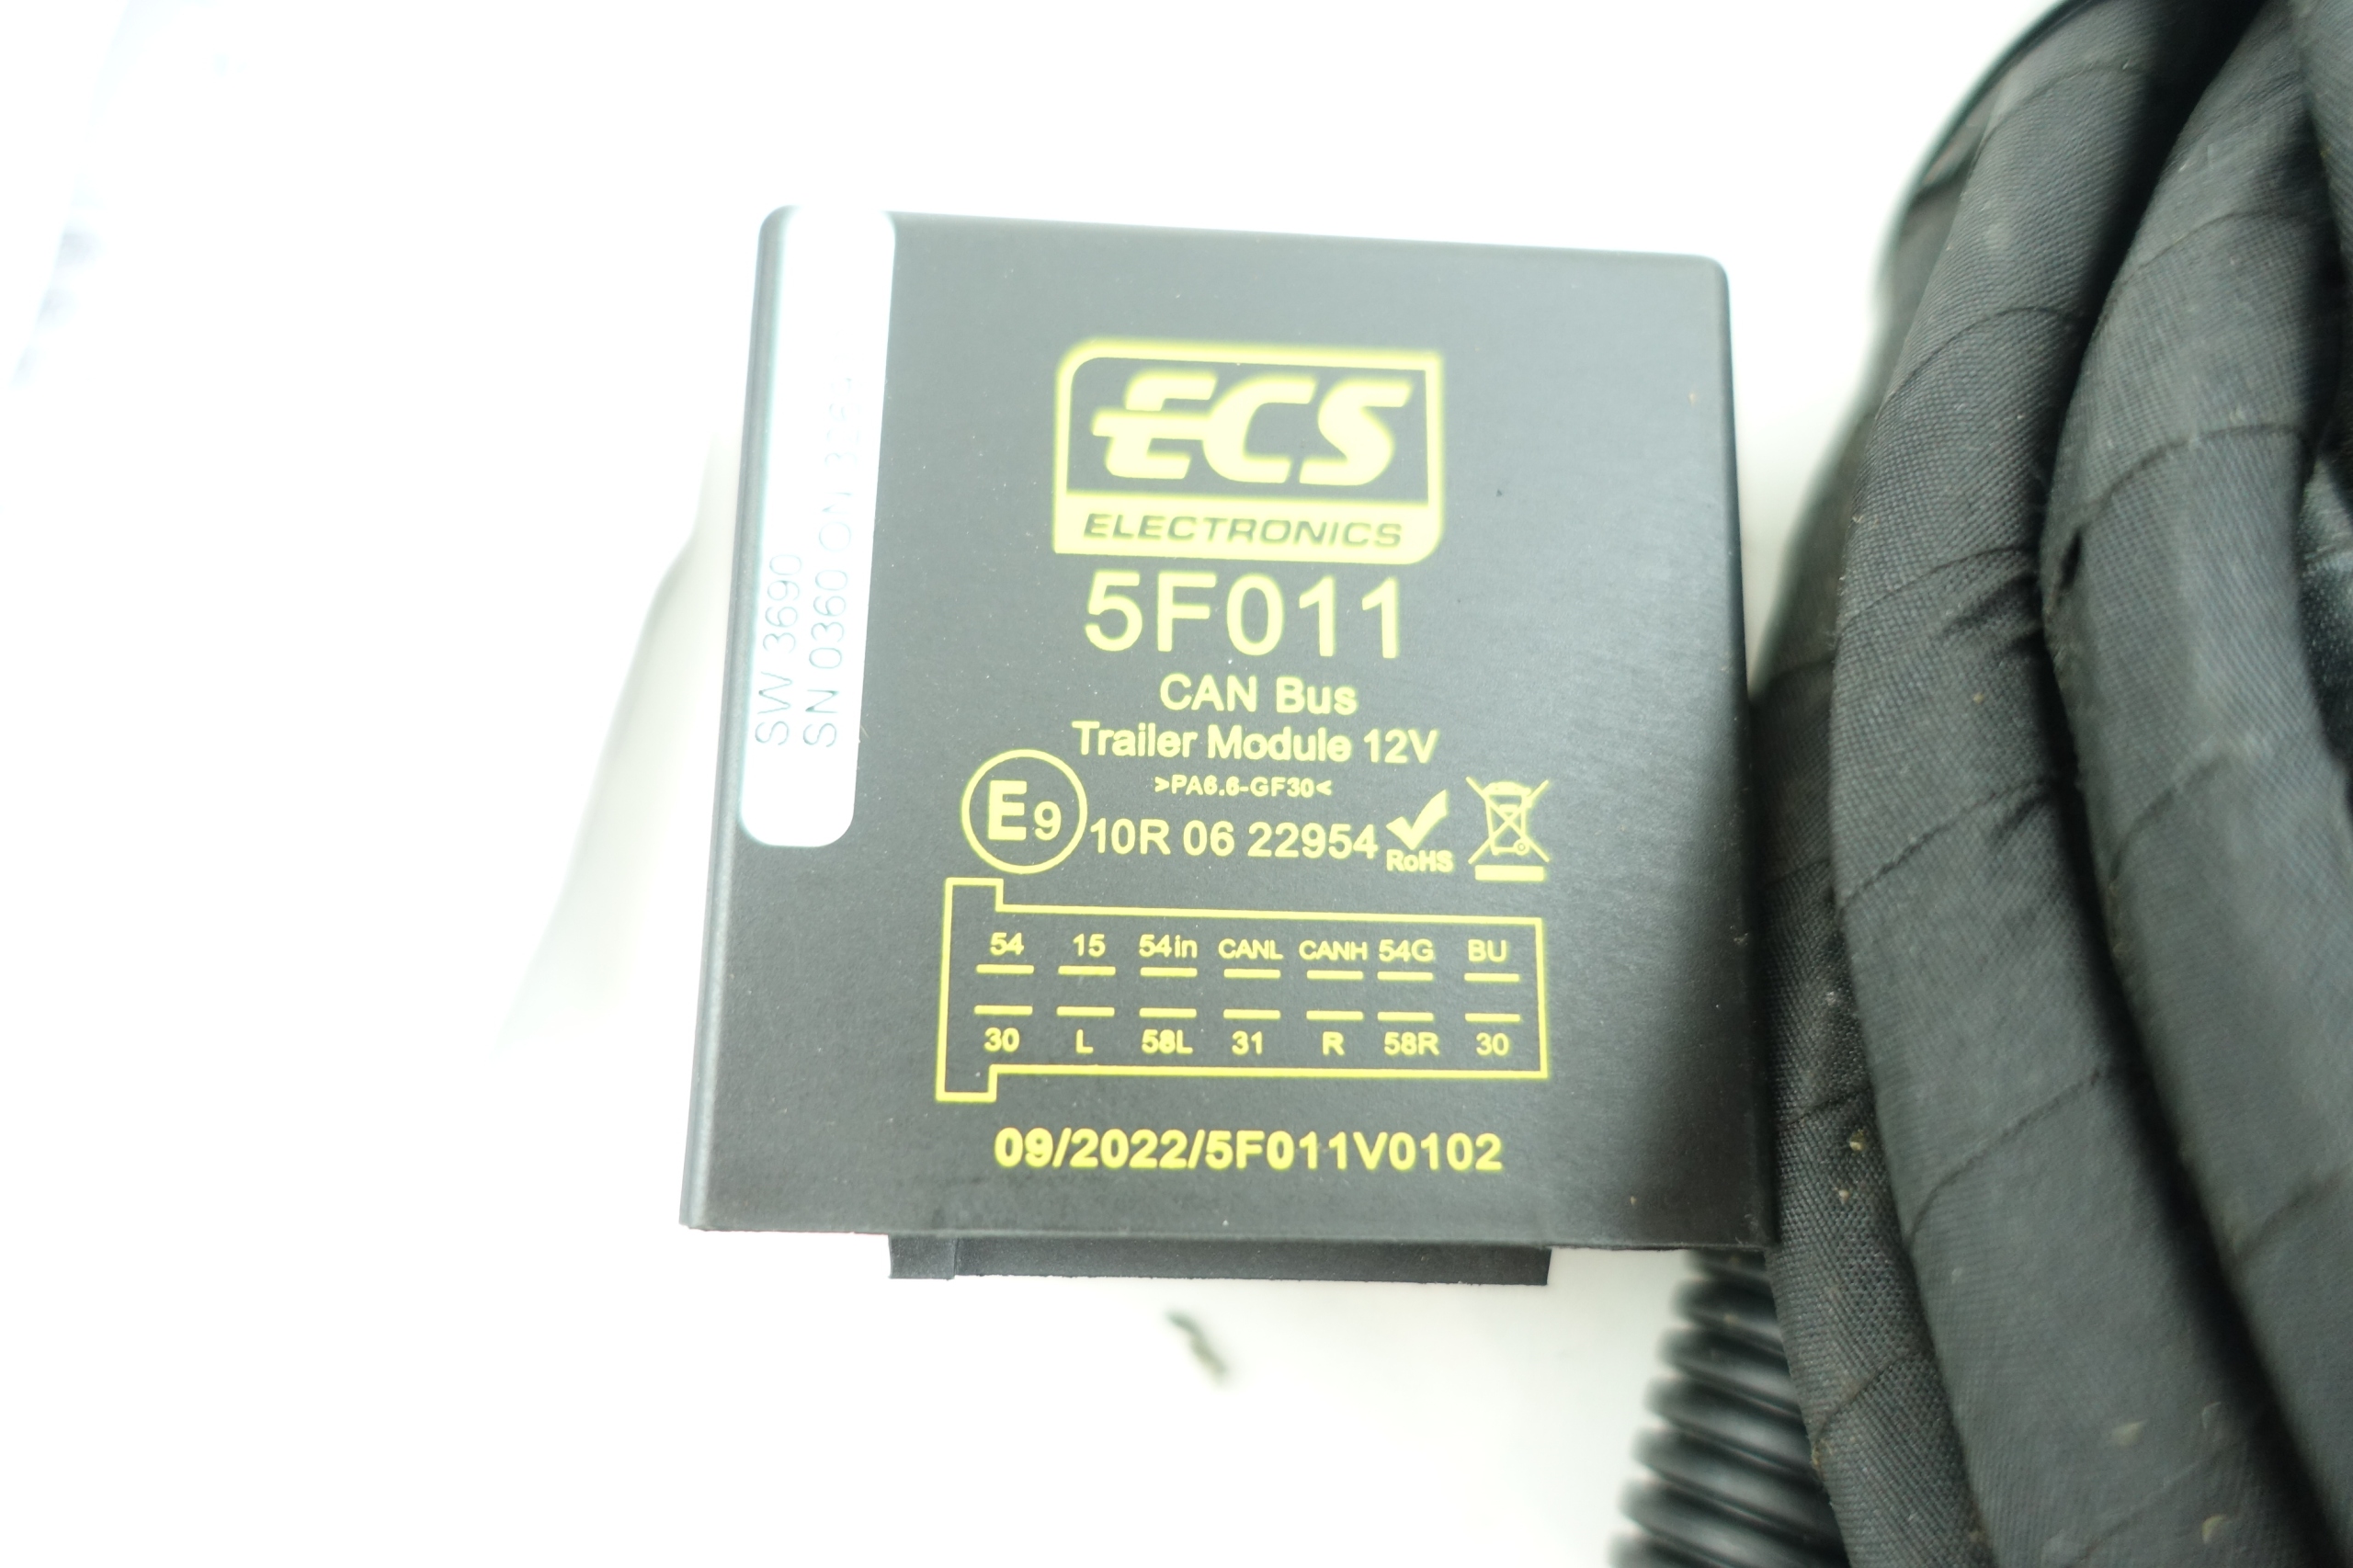 ECS
ELECTRONICS
5F011
CAN Bus
Trailer Module 12V
>PA6.6-GF30<
E9 10R 06 22954 RoHS
54 15 54in CANL CANH 54G BU
30 L 58L 31 R 58R 30
09/2022/5F011V0102
SW 3690
SN 0360